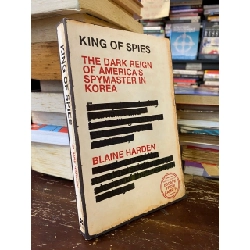 KING OF SPIES
KING OF SPIES
THE DARK REIGN
OF AMERICA'S
SPYMASTER IN
KOREA
BLAINE HARDEN